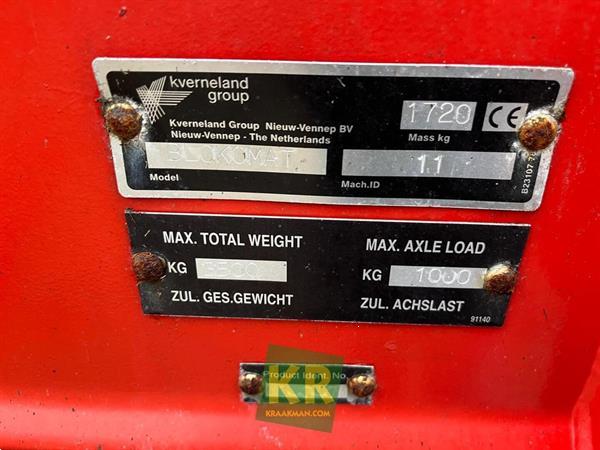 kverneland
group
Kverneland Group Nieuw-Vennep BV
Nieuw-Vennep - The Netherlands
1720
CE
Mass kg
BLOKOMAT
11
Model
Mach.ID
MAX. TOTAL WEIGHT
MAX. AXLE LOAD
KG
KG 1000
ZUL. GES.GEWICHT
ZUL. ACHSLAST
91140
Product Ident. No.
KR
KRAAKMAN.COM